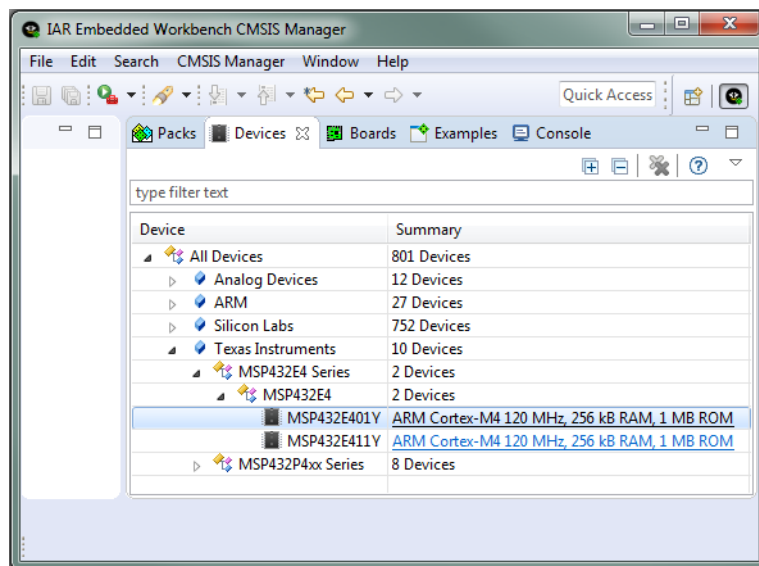 IAR Embedded Workbench CMSIS Manager
File Edit Search CMSIS Manager Window Help
Quick Access
Packs Devices Boards Examples Console
type filter text
Device Summary
All Devices 801 Devices
Analog Devices 12 Devices
ARM 27 Devices
Silicon Labs 752 Devices
Texas Instruments 10 Devices
MSP432E4 Series 2 Devices
MSP432E4 2 Devices
MSP432E401Y ARM Cortex-M4 120 MHz, 256 kB RAM, 1 MB ROM
MSP432E411Y ARM Cortex-M4 120 MHz, 256 kB RAM, 1 MB ROM
MSP432P4xx Series 8 Devices